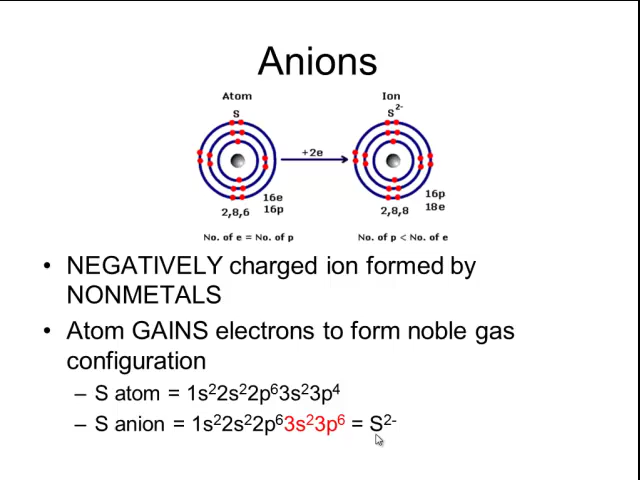 Anions
Atom
Ion
S
S²⁻
+2e
16e
16p
16p
18e
2,8,6
2,8,8
No. of e = No. of p
No. of p < No. of e
• NEGATIVELY charged ion formed by
NONMETALS
• Atom GAINS electrons to form noble gas
configuration
– S atom = 1s²2s²2p⁶3s²3p⁴
– S anion = 1s²2s²2p⁶3s²3p⁶ = S²⁻